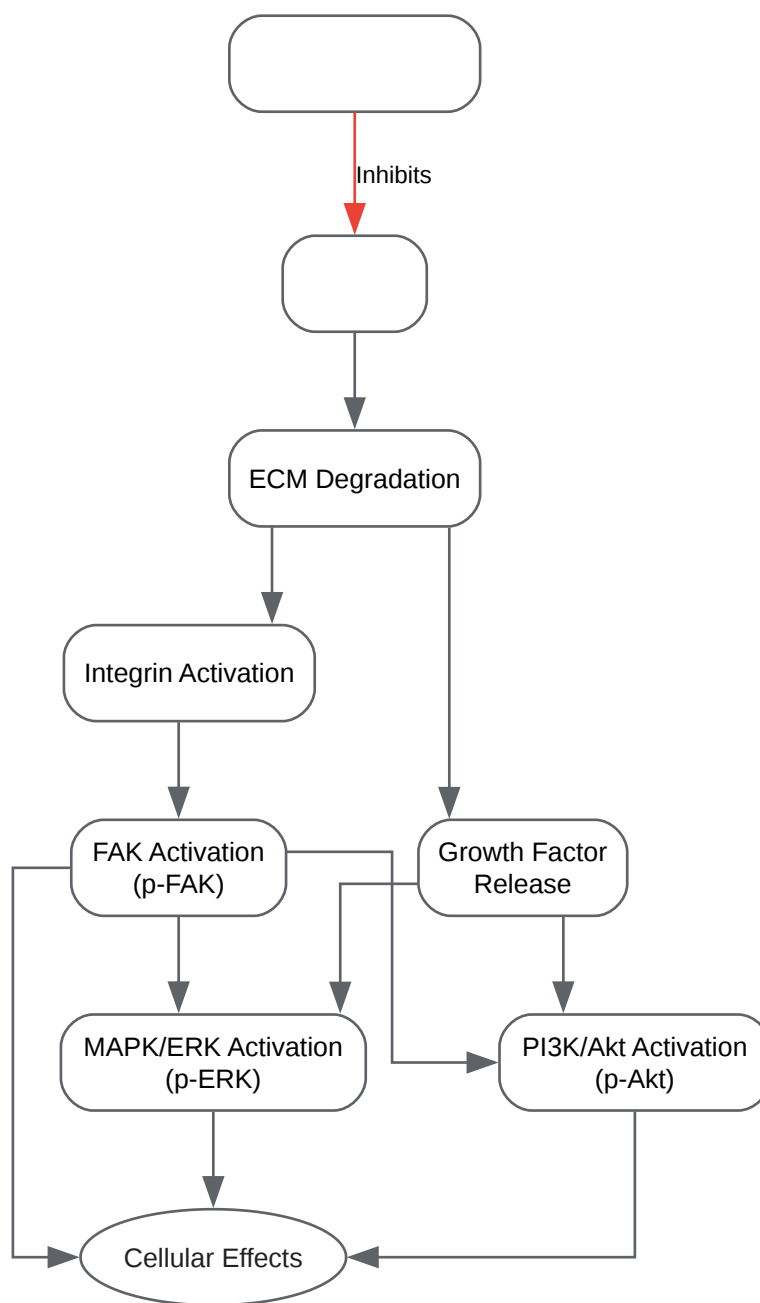 Inhibits
ECM Degradation
Integrin Activation
FAK Activation
(p-FAK)
Growth Factor
Release
MAPK/ERK Activation
(p-ERK)
PI3K/Akt Activation
(p-Akt)
Cellular Effects